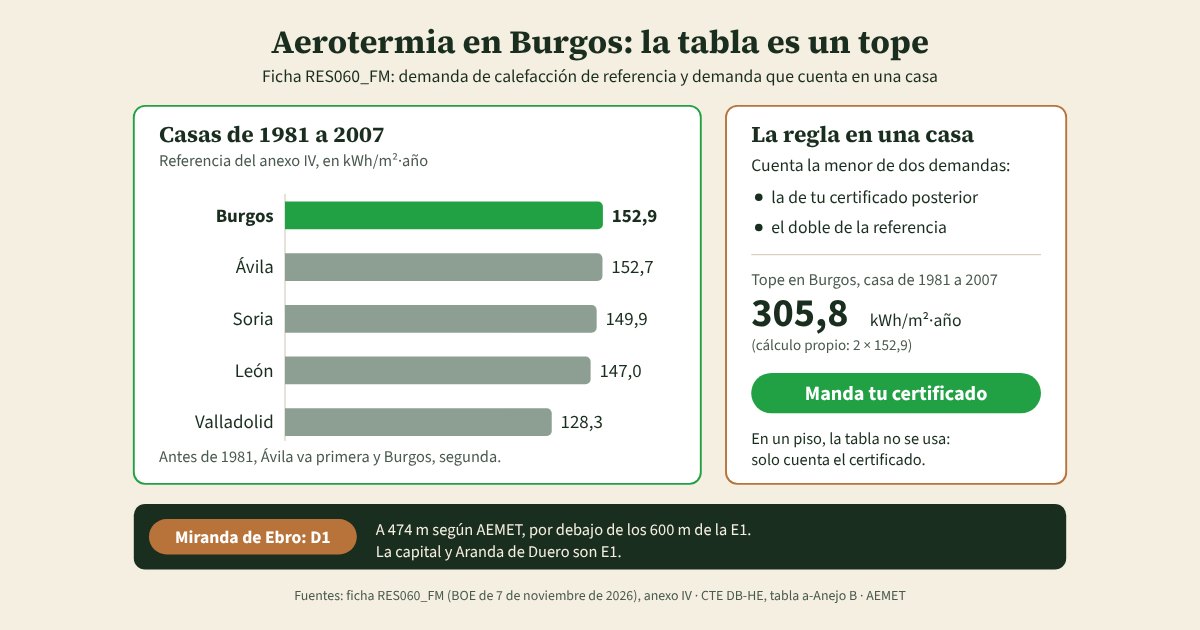 Aerotermia en Burgos: la tabla es un tope
Ficha RES060_FM: demanda de calefacción de referencia y demanda que cuenta en una casa
Casas de 1981 a 2007
Referencia del anexo IV, en kWh/m²·año
Burgos 152,9
Ávila 152,7
Soria 149,9
León 147,0
Valladolid 128,3
Antes de 1981, Ávila va primera y Burgos, segunda.
La regla en una casa
Cuenta la menor de dos demandas:
• la de tu certificado posterior
• el doble de la referencia
Tope en Burgos, casa de 1981 a 2007
305,8 kWh/m²·año
(cálculo propio: 2 × 152,9)
Manda tu certificado
En un piso, la tabla no se usa:
solo cuenta el certificado.
Miranda de Ebro: D1
A 474 m según AEMET, por debajo de los 600 m de la E1.
La capital y Aranda de Duero son E1.
Fuentes: ficha RES060_FM (BOE de 7 de noviembre de 2026), anexo IV · CTE DB-HE, tabla a-Anejo B · AEMET